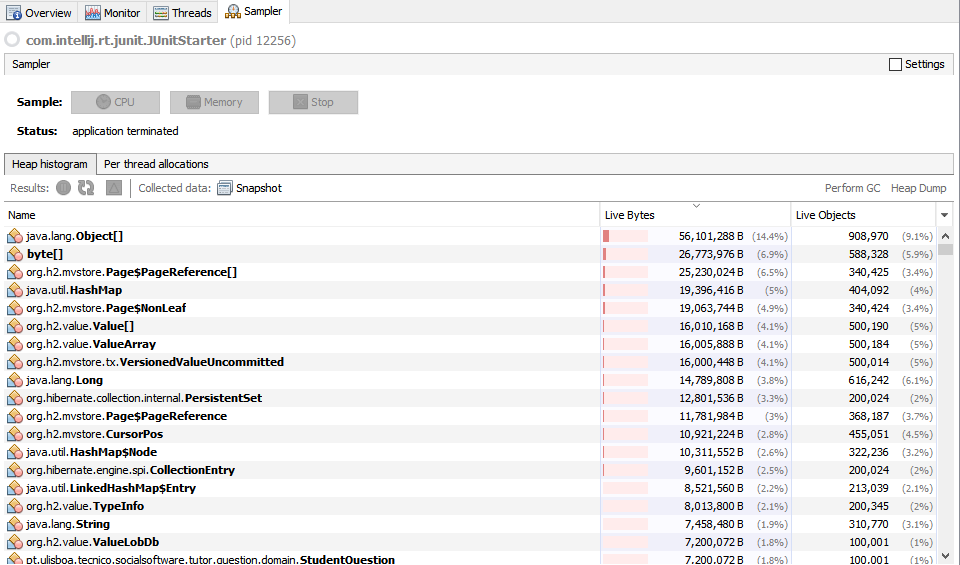 Overview Monitor Threads Sampler
com.intellij.rt.junit.JUnitStarter (pid 12256)
Sampler Settings
Sample: CPU Memory Stop
Status: application terminated
Heap histogram Per thread allocations
Results: Collected data: Snapshot Perform GC Heap Dump
Name Live Bytes Live Objects
java.lang.Object[] 56,101,288 B (14.4%) 908,970 (9.1%)
byte[] 26,773,976 B (6.9%) 588,328 (5.9%)
org.h2.mvstore.Page$PageReference[] 25,230,024 B (6.5%) 340,425 (3.4%)
java.util.HashMap 19,396,416 B (5%) 404,092 (4%)
org.h2.mvstore.Page$NonLeaf 19,063,744 B (4.9%) 340,424 (3.4%)
org.h2.value.Value[] 16,010,168 B (4.1%) 500,190 (5%)
org.h2.value.ValueArray 16,005,888 B (4.1%) 500,184 (5%)
org.h2.mvstore.tx.VersionedValueUncommitted 16,000,448 B (4.1%) 500,014 (5%)
java.lang.Long 14,789,808 B (3.8%) 616,242 (6.1%)
org.hibernate.collection.internal.PersistentSet 12,801,536 B (3.3%) 200,024 (2%)
org.h2.mvstore.Page$PageReference 11,781,984 B (3%) 368,187 (3.7%)
org.h2.mvstore.CursorPos 10,921,224 B (2.8%) 455,051 (4.5%)
java.util.HashMap$Node 10,311,552 B (2.6%) 322,236 (3.2%)
org.hibernate.engine.spi.CollectionEntry 9,601,152 B (2.5%) 200,024 (2%)
java.util.LinkedHashMap$Entry 8,521,560 B (2.2%) 213,039 (2.1%)
org.h2.value.TypeInfo 8,013,800 B (2.1%) 200,345 (2%)
java.lang.String 7,458,480 B (1.9%) 310,770 (3.1%)
org.h2.value.ValueLobDb 7,200,072 B (1.8%) 100,001 (1%)
pt.ulisboa.tecnico.socialsoftware.tutor.question.domain.StudentQuestion 7,200,072 B (1.8%) 100,001 (1%)